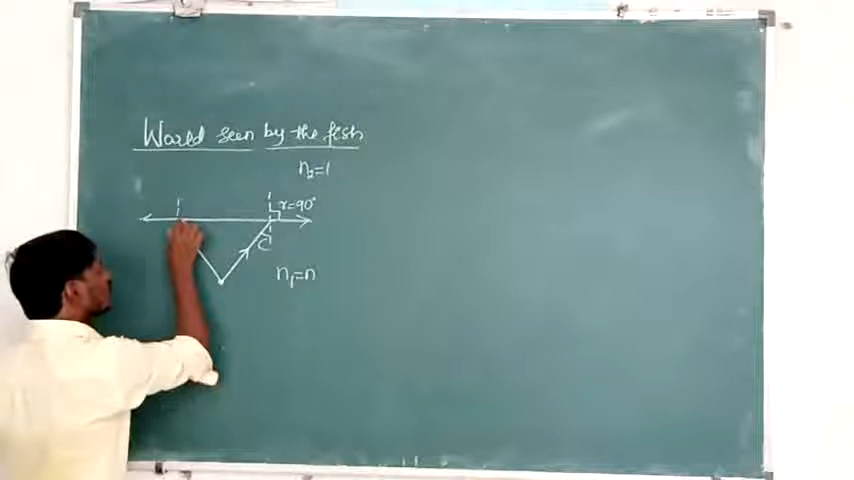 World seen by the fish
n₂=1
r=90°
C
n₁=n